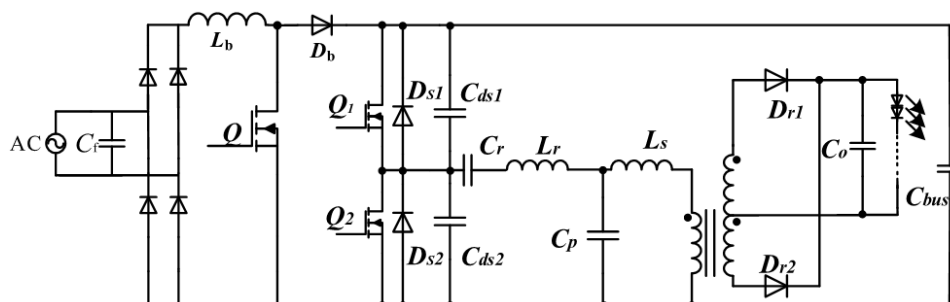 L_b
D_b
Q_1
D_s1
C_ds1
AC
C_f
Q
C_r
L_r
L_s
D_r1
C_o
C_bus
Q_2
D_s2
C_ds2
C_p
D_r2